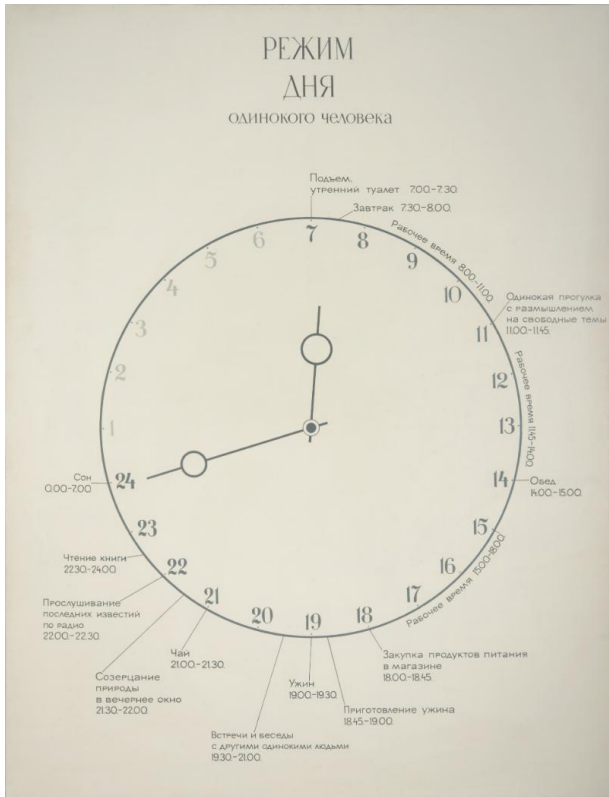 РЕЖИМ
ДНЯ
одинокого человека
Подъем,
утренний туалет 7.00.-7.30.
Завтрак 7.30.-8.00.
Рабочее время 8.00-11.00
Одинокая прогулка
с размышлением
на свободные темы
11.00.-11.45.
Рабочее время 11.45-14.00.
Обед
14.00.-15.00.
Рабочее время 15.00-18.00.
Закупка продуктов питания
в магазине
18.00.-18.45.
Приготовление ужина
18.45.-19.00.
Ужин
19.00.-19.30.
Встречи и беседы
с другими одинокими людьми
19.30.-21.00.
Чай
21.00.-21.30.
Созерцание
природы
в вечернее окно
21.30.-22.00.
Прослушивание
последних известий
по радио
22.00.-22.30.
Чтение книги
22.30.-24.00.
Сон
0.00.-7.00.
7
8
9
10
11
12
13
14
15
16
17
18
19
20
21
22
23
24
1
2
3
4
5
6